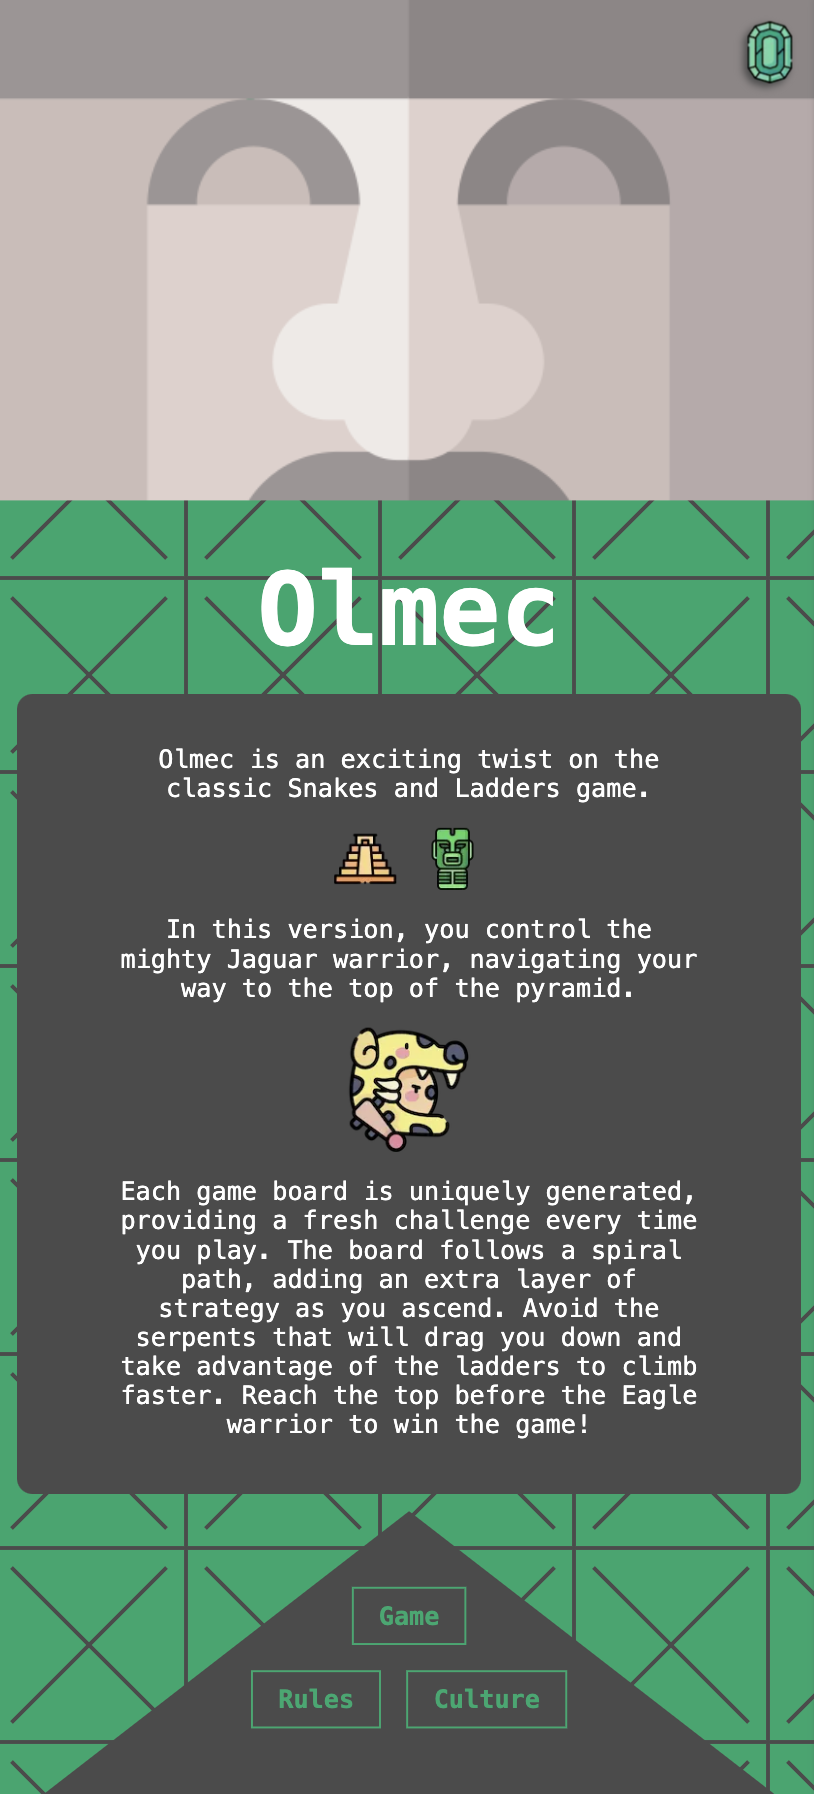 Olmec
Olmec is an exciting twist on the
classic Snakes and Ladders game.
In this version, you control the
mighty Jaguar warrior, navigating your
way to the top of the pyramid.
Each game board is uniquely generated,
providing a fresh challenge every time
you play. The board follows a spiral
path, adding an extra layer of
strategy as you ascend. Avoid the
serpents that will drag you down and
take advantage of the ladders to climb
faster. Reach the top before the Eagle
warrior to win the game!
Game
Rules
Culture